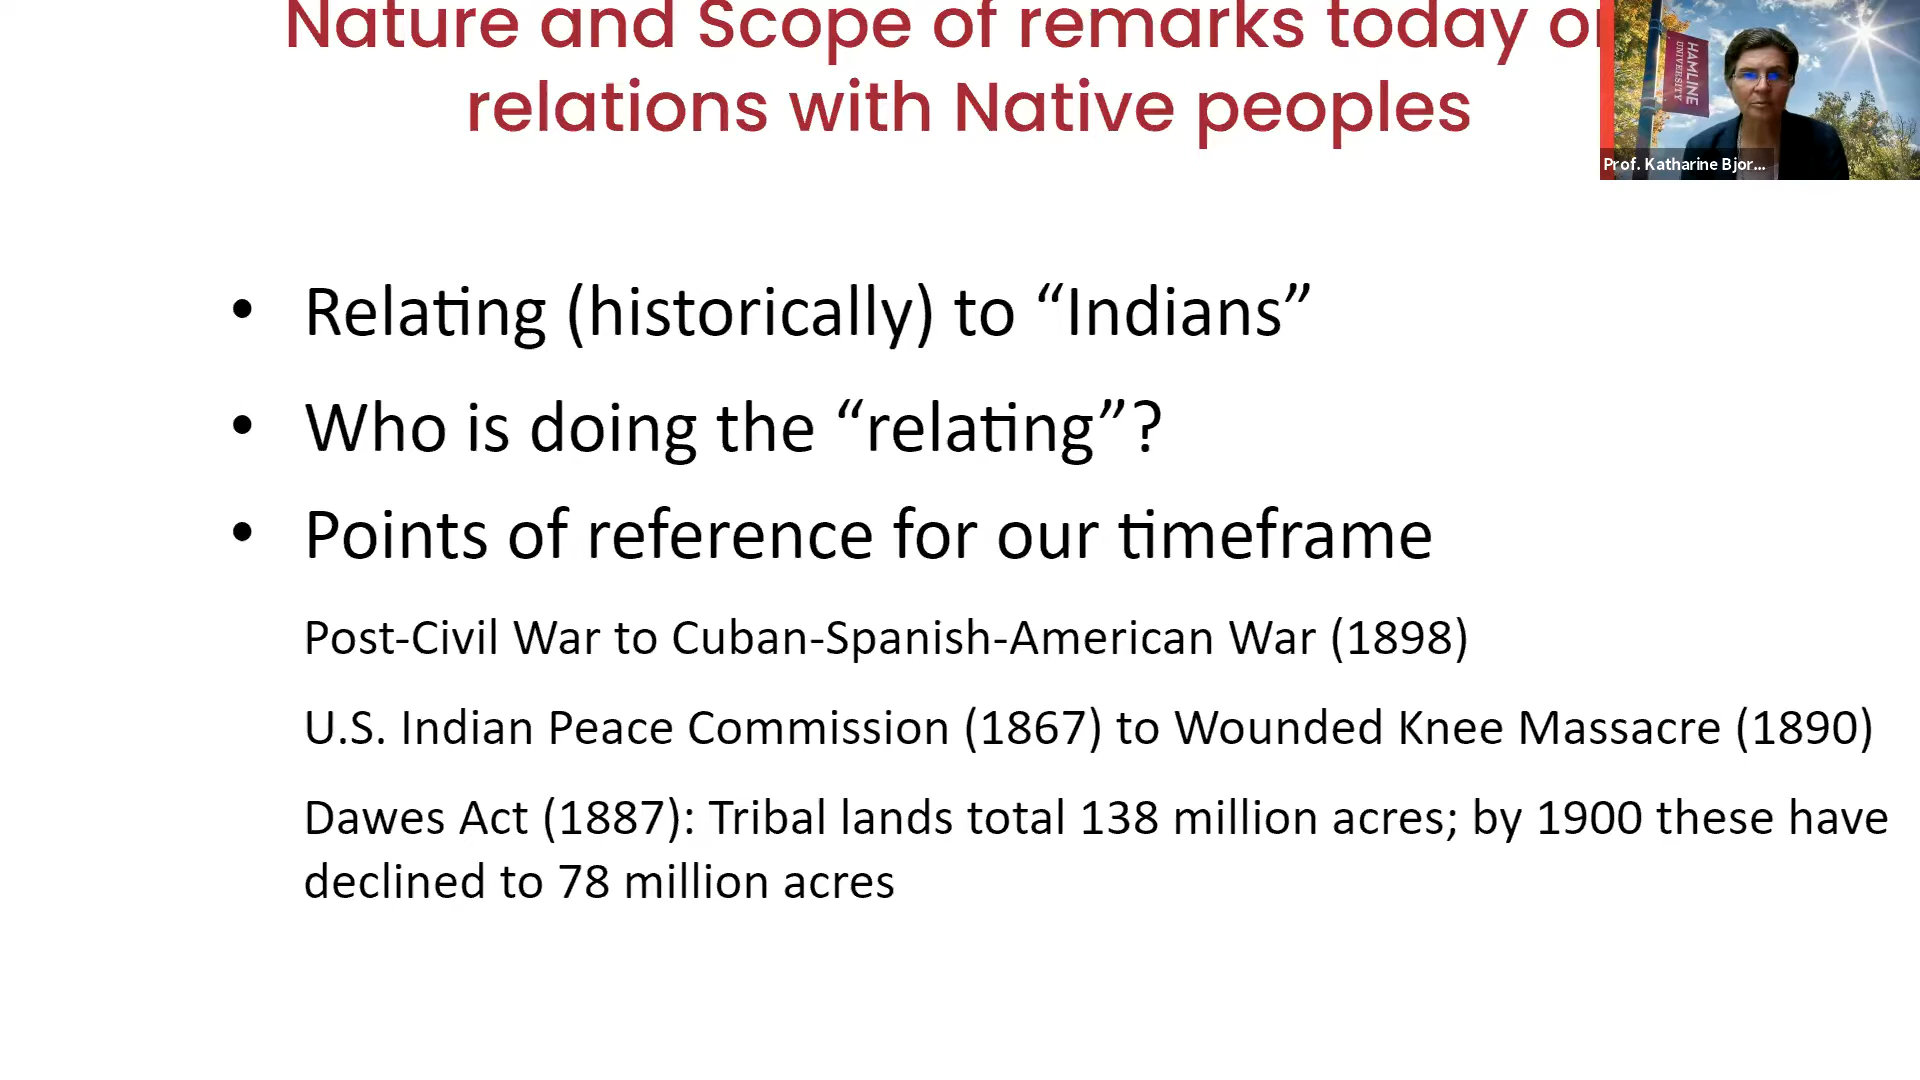 Nature and Scope of remarks today on
relations with Native peoples
HAMLINE
UNIVERSITY
Prof. Katharine Bjor...
• Relating (historically) to “Indians”
• Who is doing the “relating”?
• Points of reference for our timeframe
Post-Civil War to Cuban-Spanish-American War (1898)
U.S. Indian Peace Commission (1867) to Wounded Knee Massacre (1890)
Dawes Act (1887): Tribal lands total 138 million acres; by 1900 these have
declined to 78 million acres